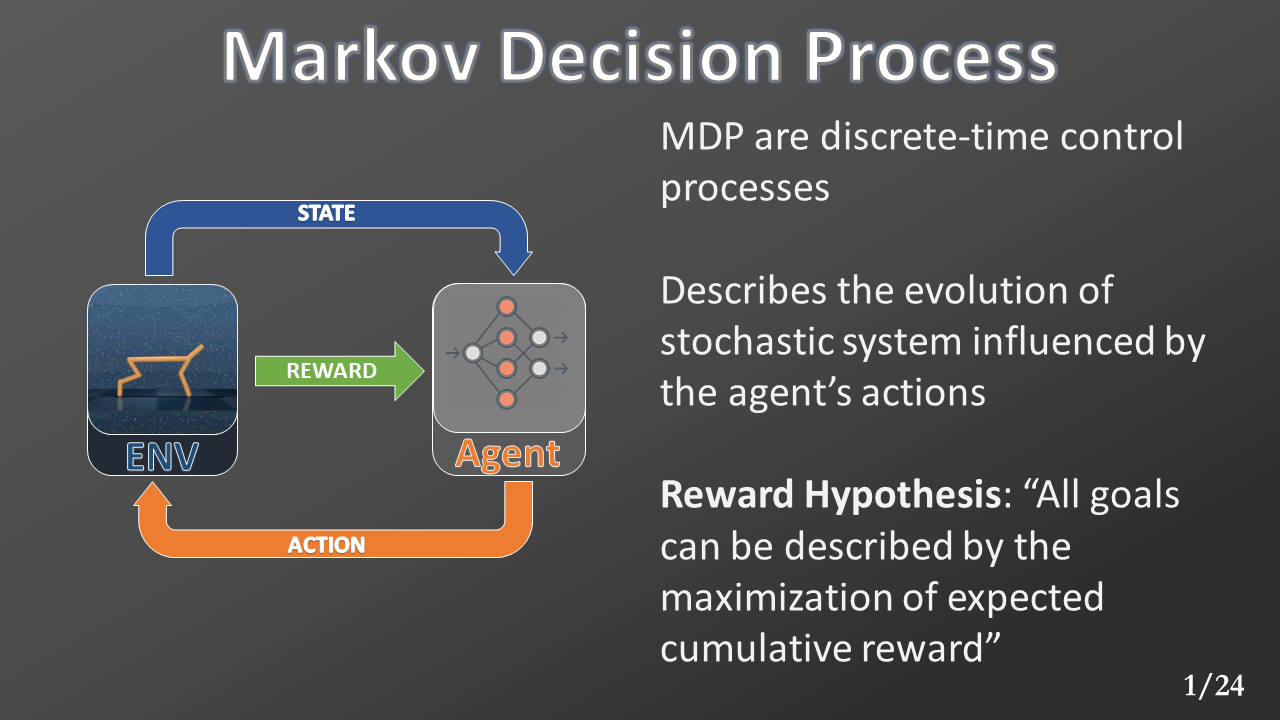 Markov Decision Process
MDP are discrete-time control
processes
STATE
Describes the evolution of
stochastic system influenced by
the agent’s actions
REWARD
ENV
Agent
ACTION
Reward Hypothesis: “All goals
can be described by the
maximization of expected
cumulative reward”
1/24